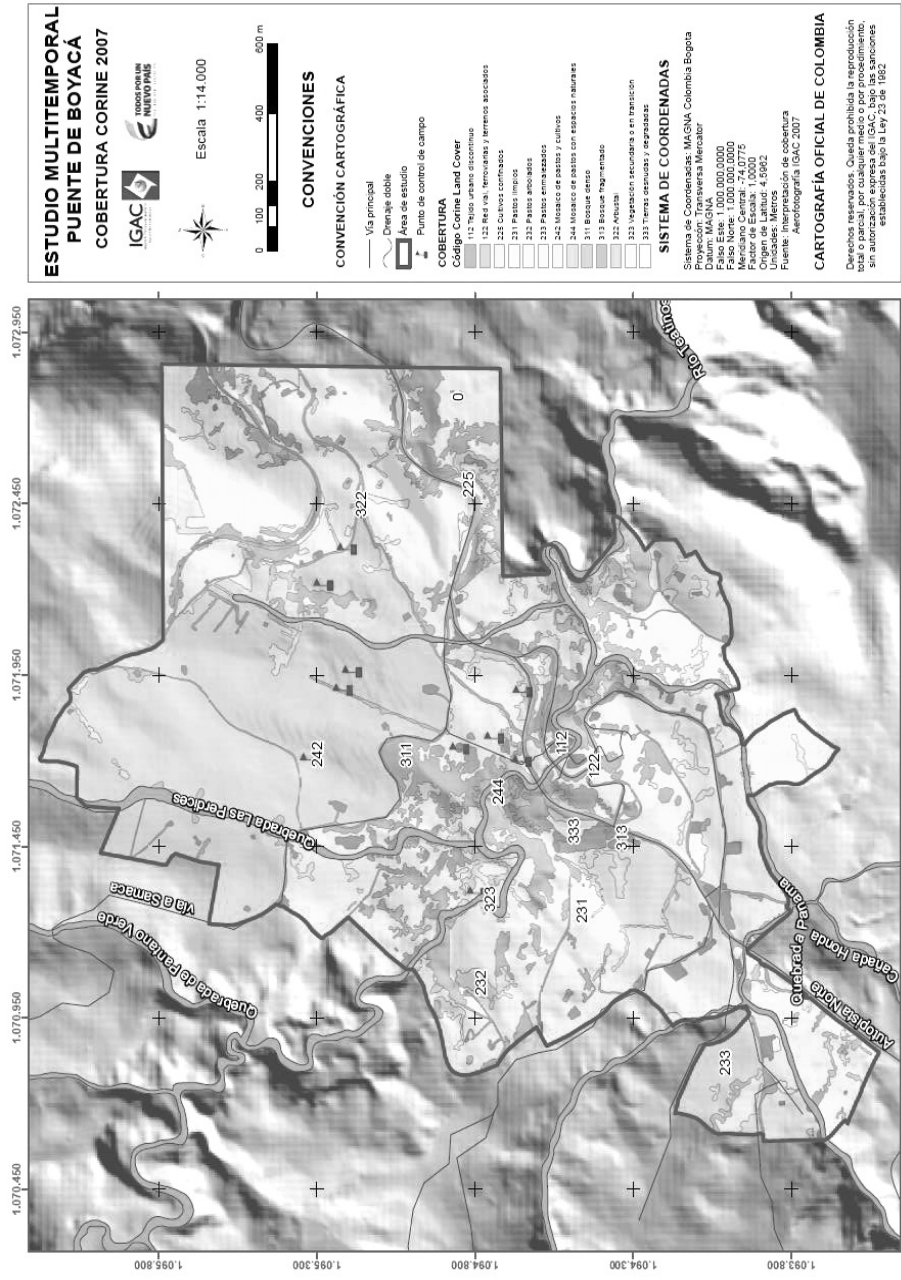 ESTUDIO MULTITEMPORAL
PUENTE DE BOYACÁ
COBERTURA CORINE 2007
IGAC
TODOS POR UN
NUEVO PAÍS
Escala 1:14.000
0 100 200 400 600 m
CONVENCIONES
CONVENCIÓN CARTOGRÁFICA
Vía principal
Drenaje doble
Área de estudio
Punto de control de campo
COBERTURA
Código Corine Land Cover
112 Tejido urbano discontinuo
122 Red vial, ferroviarias y terrenos asociados
225 Cultivos confinados
231 Pastos limpios
232 Pastos arbolados
233 Pastos enmalezados
242 Mosaico de pastos y cultivos
244 Mosaico de pastos con espacios naturales
311 Bosque denso
313 Bosque fragmentado
322 Arbustal
323 Vegetación secundaria o en transición
333 Tierras desnudas y degradadas
SISTEMA DE COORDENADAS
Sistema de Coordenadas: MAGNA Colombia Bogota
Proyección: Transversa Mercator
Datum: MAGNA
Falso Este: 1.000.000,0000
Falso Norte: 1.000.000,0000
Meridiano Central: -74,0775
Factor de Escala: 1,0000
Origen de Latitud: 4,5962
Unidades: Metros
Fuente: Interpretación de cobertura
Aerofotografía IGAC 2007
CARTOGRAFÍA OFICIAL DE COLOMBIA
Derechos reservados. Queda prohibida la reproducción
total o parcial, por cualquier medio o por procedimiento,
sin autorización expresa del IGAC, bajo las sanciones
establecidas bajo la Ley 23 de 1982
1.070.450
1.070.950
1.071.450
1.071.950
1.072.450
1.072.950
1.095.800
1.095.300
1.094.800
1.094.300
1.093.800
Quebrada Las Perdices
Vía a Samaca
Quebrada de Pantano Verde
Río Teatinos
Quebrada Panama
Cañada Honda
Autopista Norte
242
311
322
225
0
244
112
122
333
313
323
231
232
233